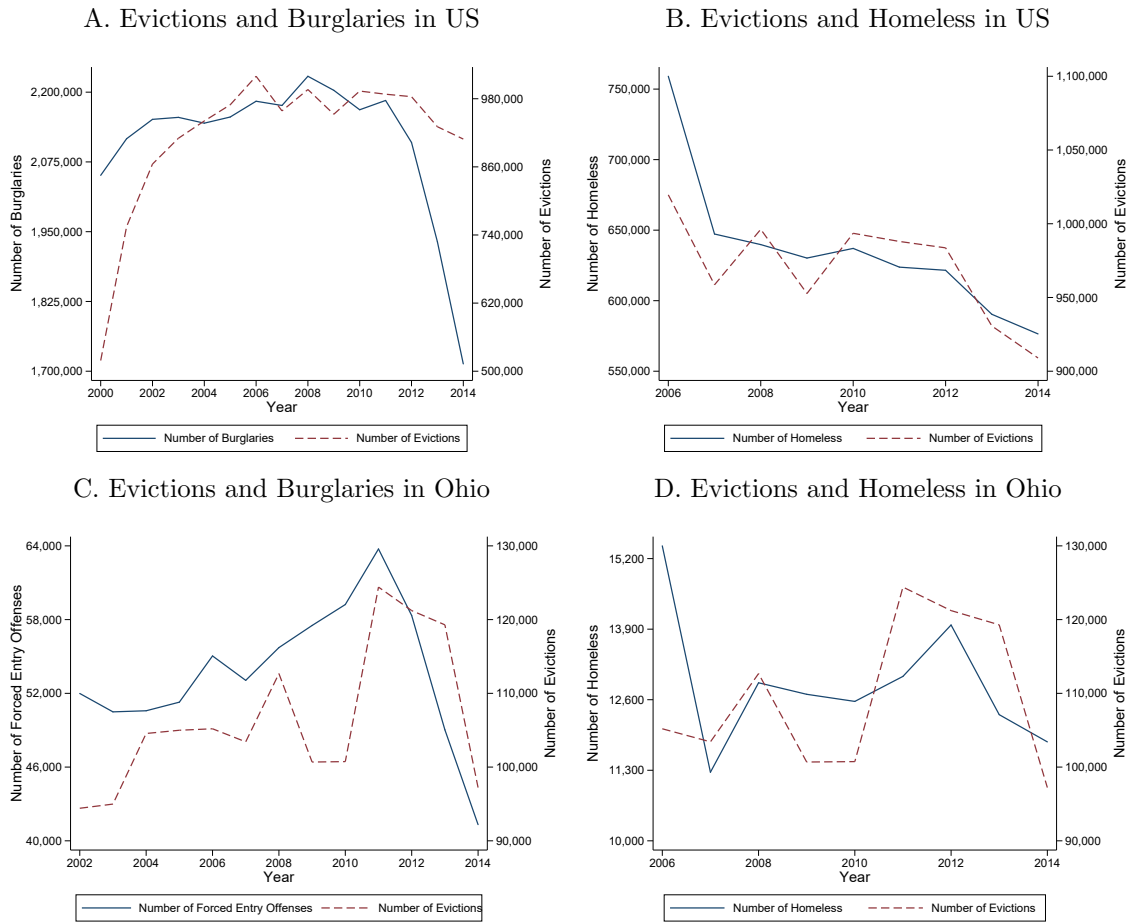 A. Evictions and Burglaries in US
Number of Burglaries
2,200,000
2,075,000
1,950,000
1,825,000
1,700,000
980,000
860,000
740,000
620,000
500,000
Number of Evictions
2000 2002 2004 2006 2008 2010 2012 2014
Year
Number of Burglaries Number of Evictions
B. Evictions and Homeless in US
Number of Homeless
750,000
700,000
650,000
600,000
550,000
1,100,000
1,050,000
1,000,000
950,000
900,000
Number of Evictions
2006 2008 2010 2012 2014
Year
Number of Homeless Number of Evictions
C. Evictions and Burglaries in Ohio
Number of Forced Entry Offenses
64,000
58,000
52,000
46,000
40,000
130,000
120,000
110,000
100,000
90,000
Number of Evictions
2002 2004 2006 2008 2010 2012 2014
Year
Number of Forced Entry Offenses Number of Evictions
D. Evictions and Homeless in Ohio
Number of Homeless
15,200
13,900
12,600
11,300
10,000
130,000
120,000
110,000
100,000
90,000
Number of Evictions
2006 2008 2010 2012 2014
Year
Number of Homeless Number of Evictions